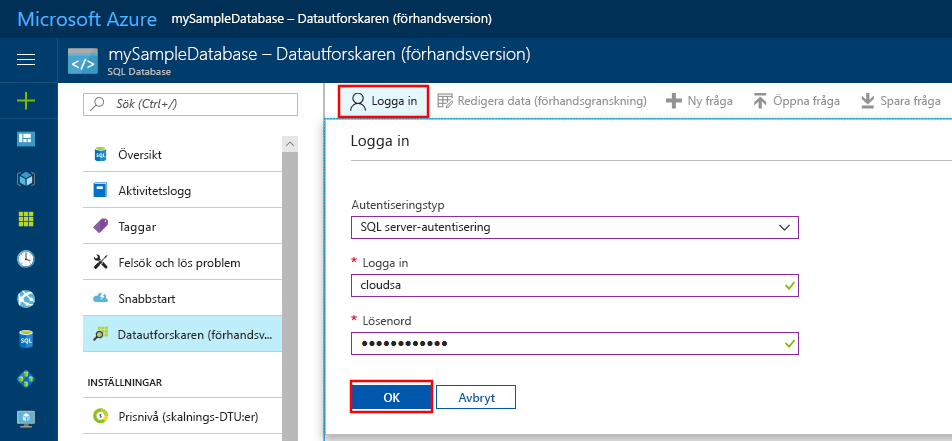 Microsoft Azure mySampleDatabase – Datautforskaren (förhandsversion)
mySampleDatabase – Datautforskaren (förhandsversion)
SQL Database
Sök (Ctrl+/)
Översikt
Aktivitetslogg
Taggar
Felsök och lös problem
Snabbstart
Datautforskaren (förhandsv...
INSTÄLLNINGAR
Prisnivå (skalnings-DTU:er)
Logga in Redigera data (förhandsgranskning) Ny fråga Öppna fråga Spara fråga
Logga in
Autentiseringstyp
SQL server-autentisering
* Logga in
cloudsa
* Lösenord
●●●●●●●●●●●●
OK Avbryt